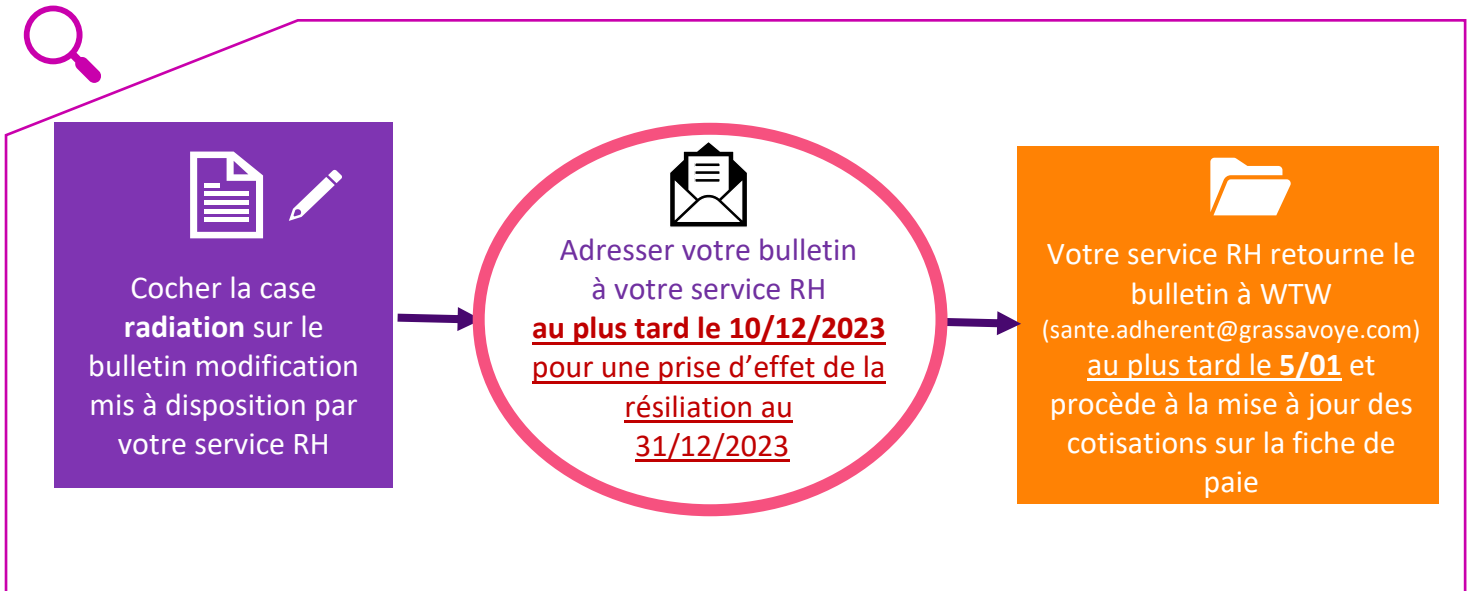 Cocher la case
radiation sur le
bulletin modification
mis à disposition par
votre service RH
Adresser votre bulletin
à votre service RH
au plus tard le 10/12/2023
pour une prise d’effet de la
résiliation au
31/12/2023
Votre service RH retourne le
bulletin à WTW
(sante.adherent@grassavoye.com)
au plus tard le 5/01 et
procède à la mise à jour des
cotisations sur la fiche de
paie